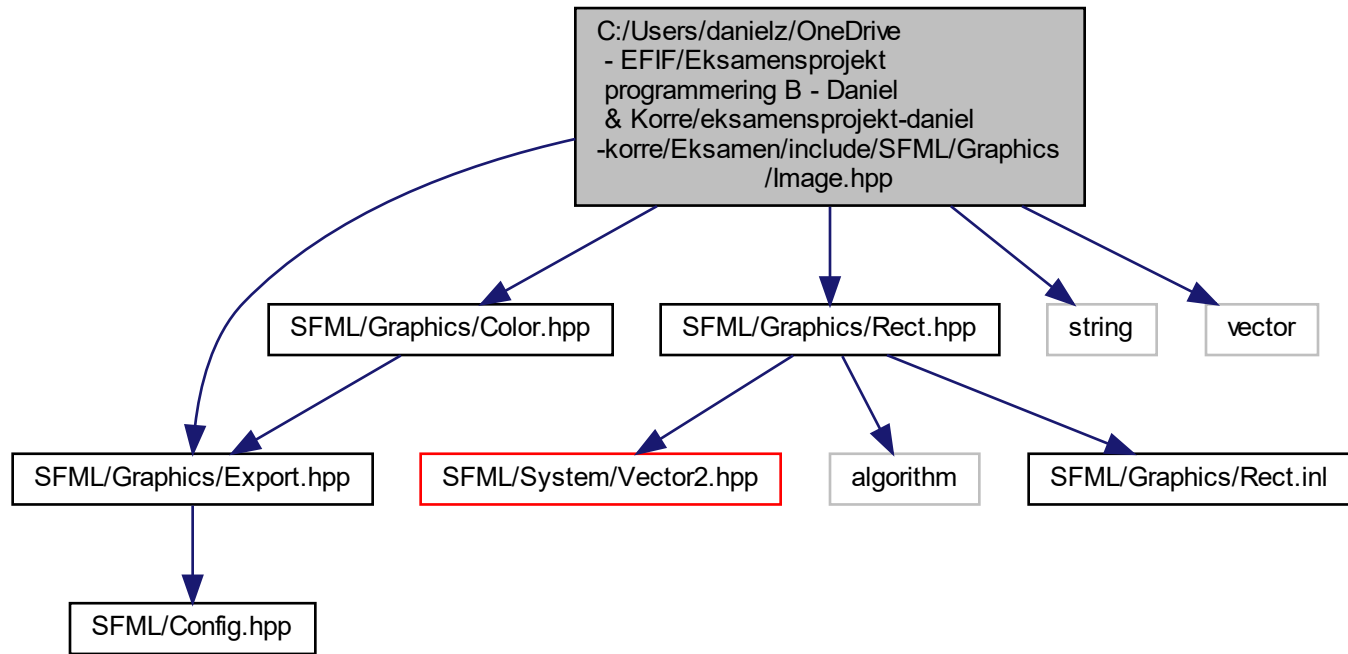 C:/Users/danielz/OneDrive
- EFIF/Eksamensprojekt
programmering B - Daniel
& Korre/eksamensprojekt-daniel
-korre/Eksamen/include/SFML/Graphics
/Image.hpp
SFML/Graphics/Color.hpp
SFML/Graphics/Rect.hpp
string
vector
SFML/Graphics/Export.hpp
SFML/System/Vector2.hpp
algorithm
SFML/Graphics/Rect.inl
SFML/Config.hpp